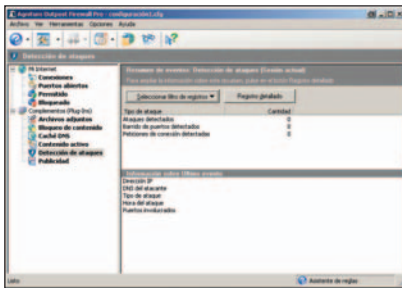 Agnitum Outpost Firewall Pro - configuración1.cfg
Archivo Ver Herramientas Opciones Ayuda
Detección de ataques
Mi Internet
Conexiones
Puertos abiertos
Permitido
Bloqueado
Complementos (Plug-Ins)
Archivos adjuntos
Bloqueo de contenido
Caché DNS
Contenido activo
Detección de ataques
Publicidad
Resumen de eventos: Detección de ataques (Sesión actual)
Seleccionar filtro de registros
Registro detallado
Tipo de ataque Cantidad
Ataques detectados 0
Barrido de puertos detectados 0
Peticiones de conexión detectadas 0
Información sobre Último evento
Dirección IP
DNS del atacante
Tipo de ataque
Hora del ataque
Puertos involucrados
Listo
Asistente de reglas